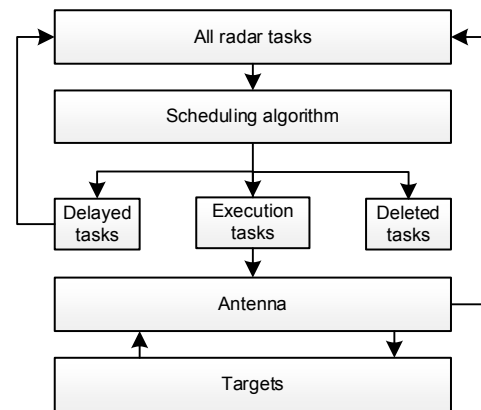 All radar tasks
Scheduling algorithm
Delayed
tasks
Execution
tasks
Deleted
tasks
Antenna
Targets